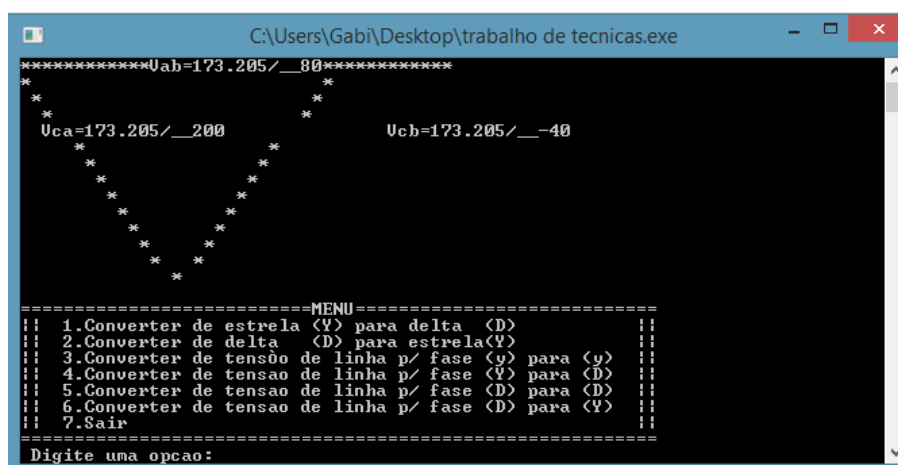 C:\Users\Gabi\Desktop\trabalho de tecnicas.exe
************Vab=173.205/__80************
Vca=173.205/__200 Vcb=173.205/__-40
===========================MENU============================
|| 1.Converter de estrela (Y) para delta (D) ||
|| 2.Converter de delta (D) para estrela(Y) ||
|| 3.Converter de tensòo de linha p/ fase (y) para (y) ||
|| 4.Converter de tensao de linha p/ fase (Y) para (D) ||
|| 5.Converter de tensao de linha p/ fase (D) para (D) ||
|| 6.Converter de tensao de linha p/ fase (D) para (Y) ||
|| 7.Sair ||
===========================================================
Digite uma opcao: